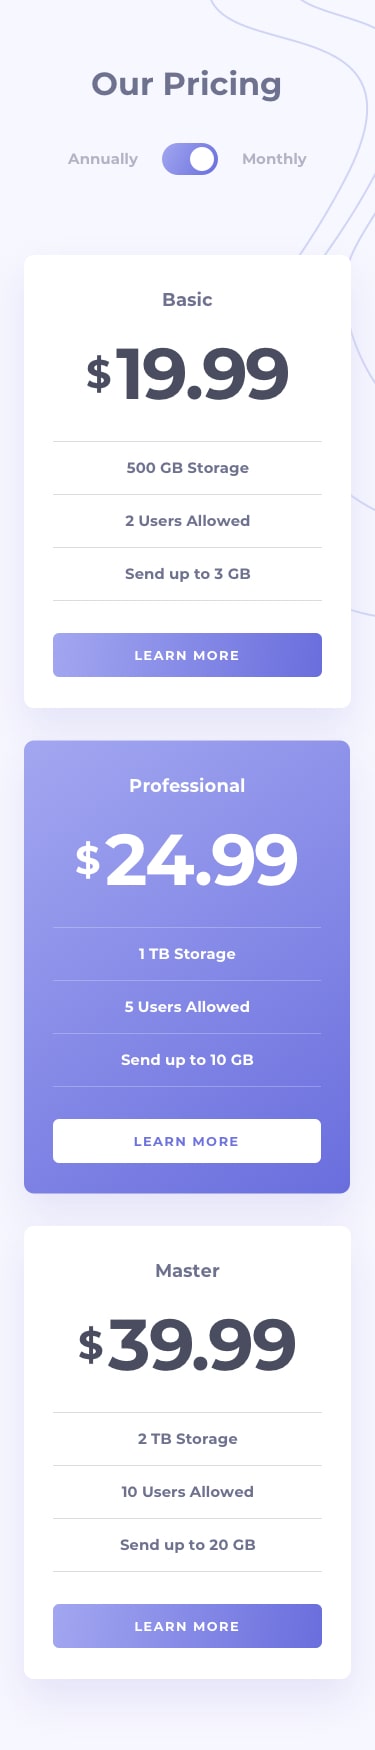 Our Pricing
Annually Monthly
Basic
$19.99
500 GB Storage
2 Users Allowed
Send up to 3 GB
LEARN MORE
Professional
$24.99
1 TB Storage
5 Users Allowed
Send up to 10 GB
LEARN MORE
Master
$39.99
2 TB Storage
10 Users Allowed
Send up to 20 GB
LEARN MORE